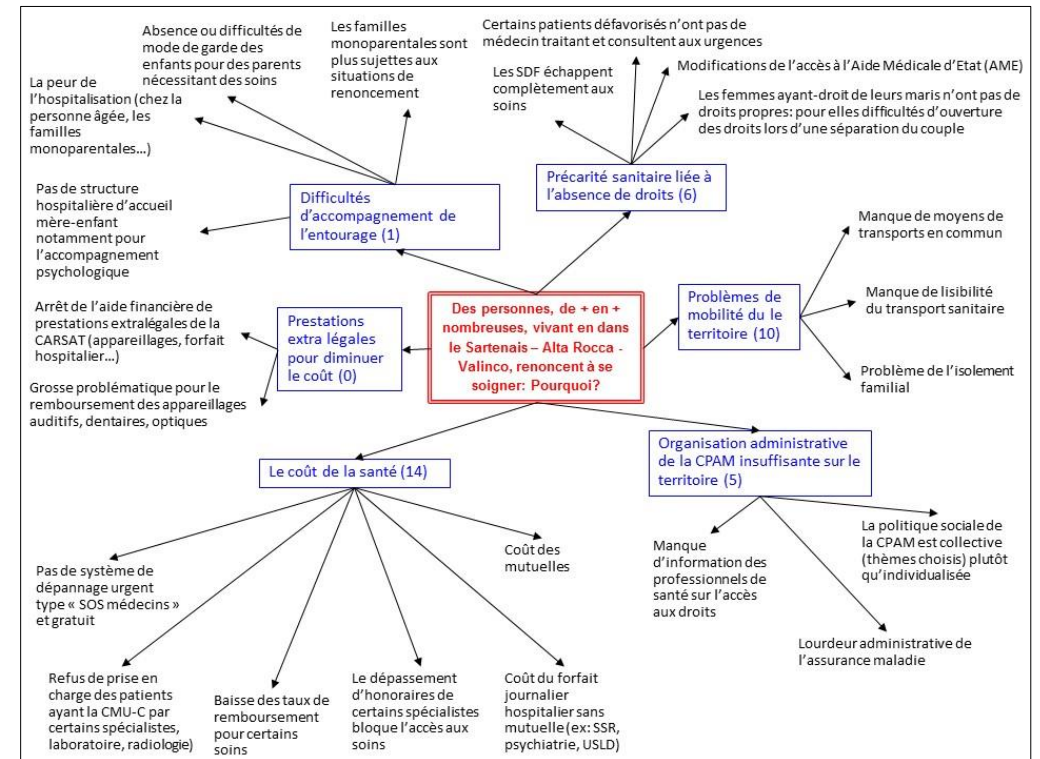 Absence ou difficultés de
mode de garde des
enfants pour des parents
nécessitant des soins
Les familles
monoparentales sont
plus sujettes aux
situations de
renoncement
Certains patients défavorisés n’ont pas de
médecin traitant et consultent aux urgences
Les SDF échappent
complètement aux
soins
Modifications de l’accès à l’Aide Médicale d’Etat (AME)
Les femmes ayant-droit de leurs maris n’ont pas de
droits propres: pour elles difficultés d’ouverture
des droits lors d’une séparation du couple
La peur de
l’hospitalisation (chez la
personne âgée, les
familles
monoparentales…)
Pas de structure
hospitalière d’accueil
mère-enfant
notamment pour
l’accompagnement
psychologique
Difficultés
d’accompagnement de
l’entourage (1)
Précarité sanitaire liée à
l’absence de droits (6)
Manque de moyens de
transports en commun
Manque de lisibilité
du transport sanitaire
Problème de l’isolement
familial
Problèmes de
mobilité du le
territoire (10)
Des personnes, de + en +
nombreuses, vivant en dans
le Sartenais – Alta Rocca -
Valinco, renoncent à se
soigner: Pourquoi?
Prestations
extra légales
pour diminuer
le coût (0)
Arrêt de l’aide financière de
prestations extralégales de la
CARSAT (appareillages, forfait
hospitalier…)
Grosse problématique pour le
remboursement des appareillages
auditifs, dentaires, optiques
Le coût de la santé (14)
Organisation administrative
de la CPAM insuffisante sur le
territoire (5)
Pas de système de
dépannage urgent
type « SOS médecins »
et gratuit
Coût des
mutuelles
Manque
d’information des
professionnels de
santé sur l’accès
aux droits
La politique sociale de
la CPAM est collective
(thèmes choisis) plutôt
qu’individualisée
Lourdeur administrative de
l’assurance maladie
Refus de prise en
charge des patients
ayant la CMU-C par
certains spécialistes,
laboratoire, radiologie)
Baisse des taux de
remboursement
pour certains
soins
Le dépassement
d’honoraires de
certains spécialistes
bloque l’accès aux
soins
Coût du forfait
journalier
hospitalier sans
mutuelle (ex: SSR,
psychiatrie, USLD)